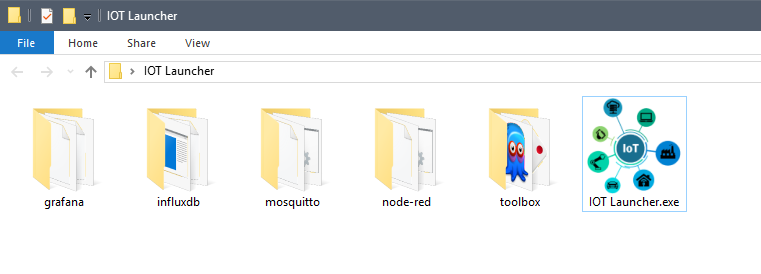 IOT Launcher
File Home Share View
IOT Launcher
IoT
grafana influxdb mosquitto node-red toolbox IOT Launcher.exe